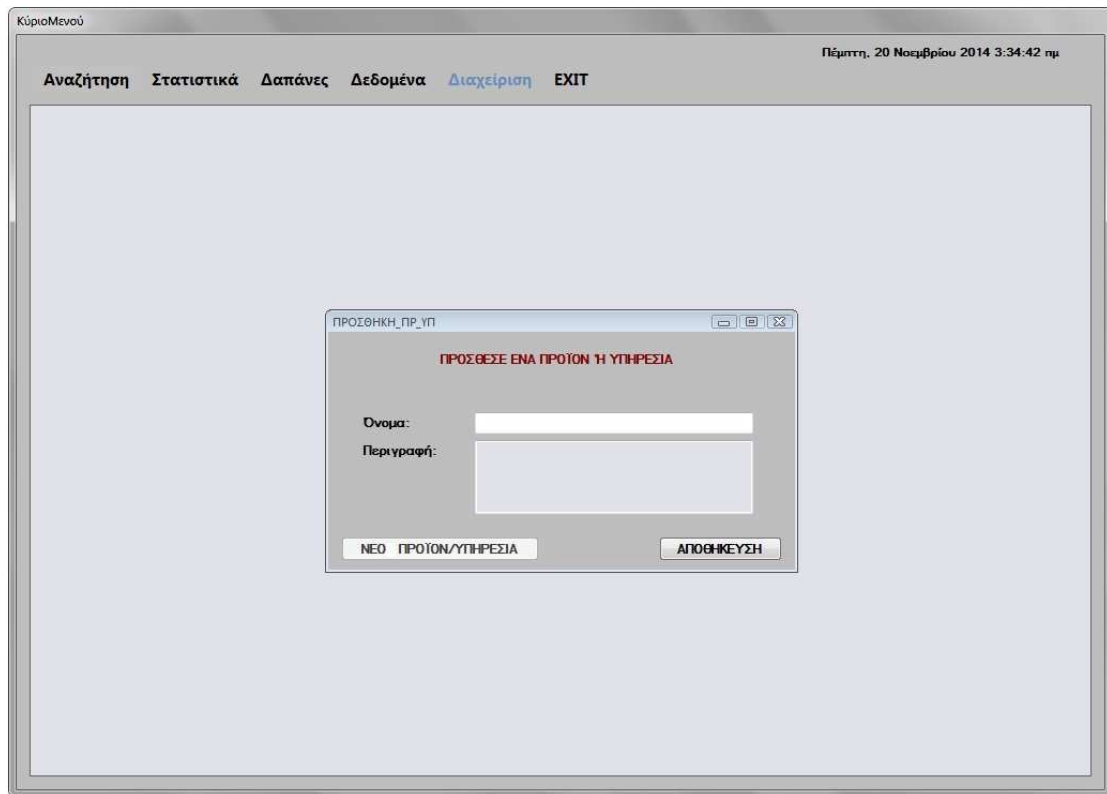 ΚύριοΜενού
Πέμπτη, 20 Νοεμβρίου 2014 3:34:42 πμ
Αναζήτηση Στατιστικά Δαπάνες Δεδομένα Διαχείριση EXIT
ΠΡΟΣΘΗΚΗ_ΠΡ_ΥΠ
ΠΡΟΣΘΕΣΕ ΕΝΑ ΠΡΟΪΟΝ Ή ΥΠΗΡΕΣΙΑ
Όνομα:
Περιγραφή:
ΝΕΟ ΠΡΟΪΟΝ/ΥΠΗΡΕΣΙΑ ΑΠΟΘΗΚΕΥΣΗ